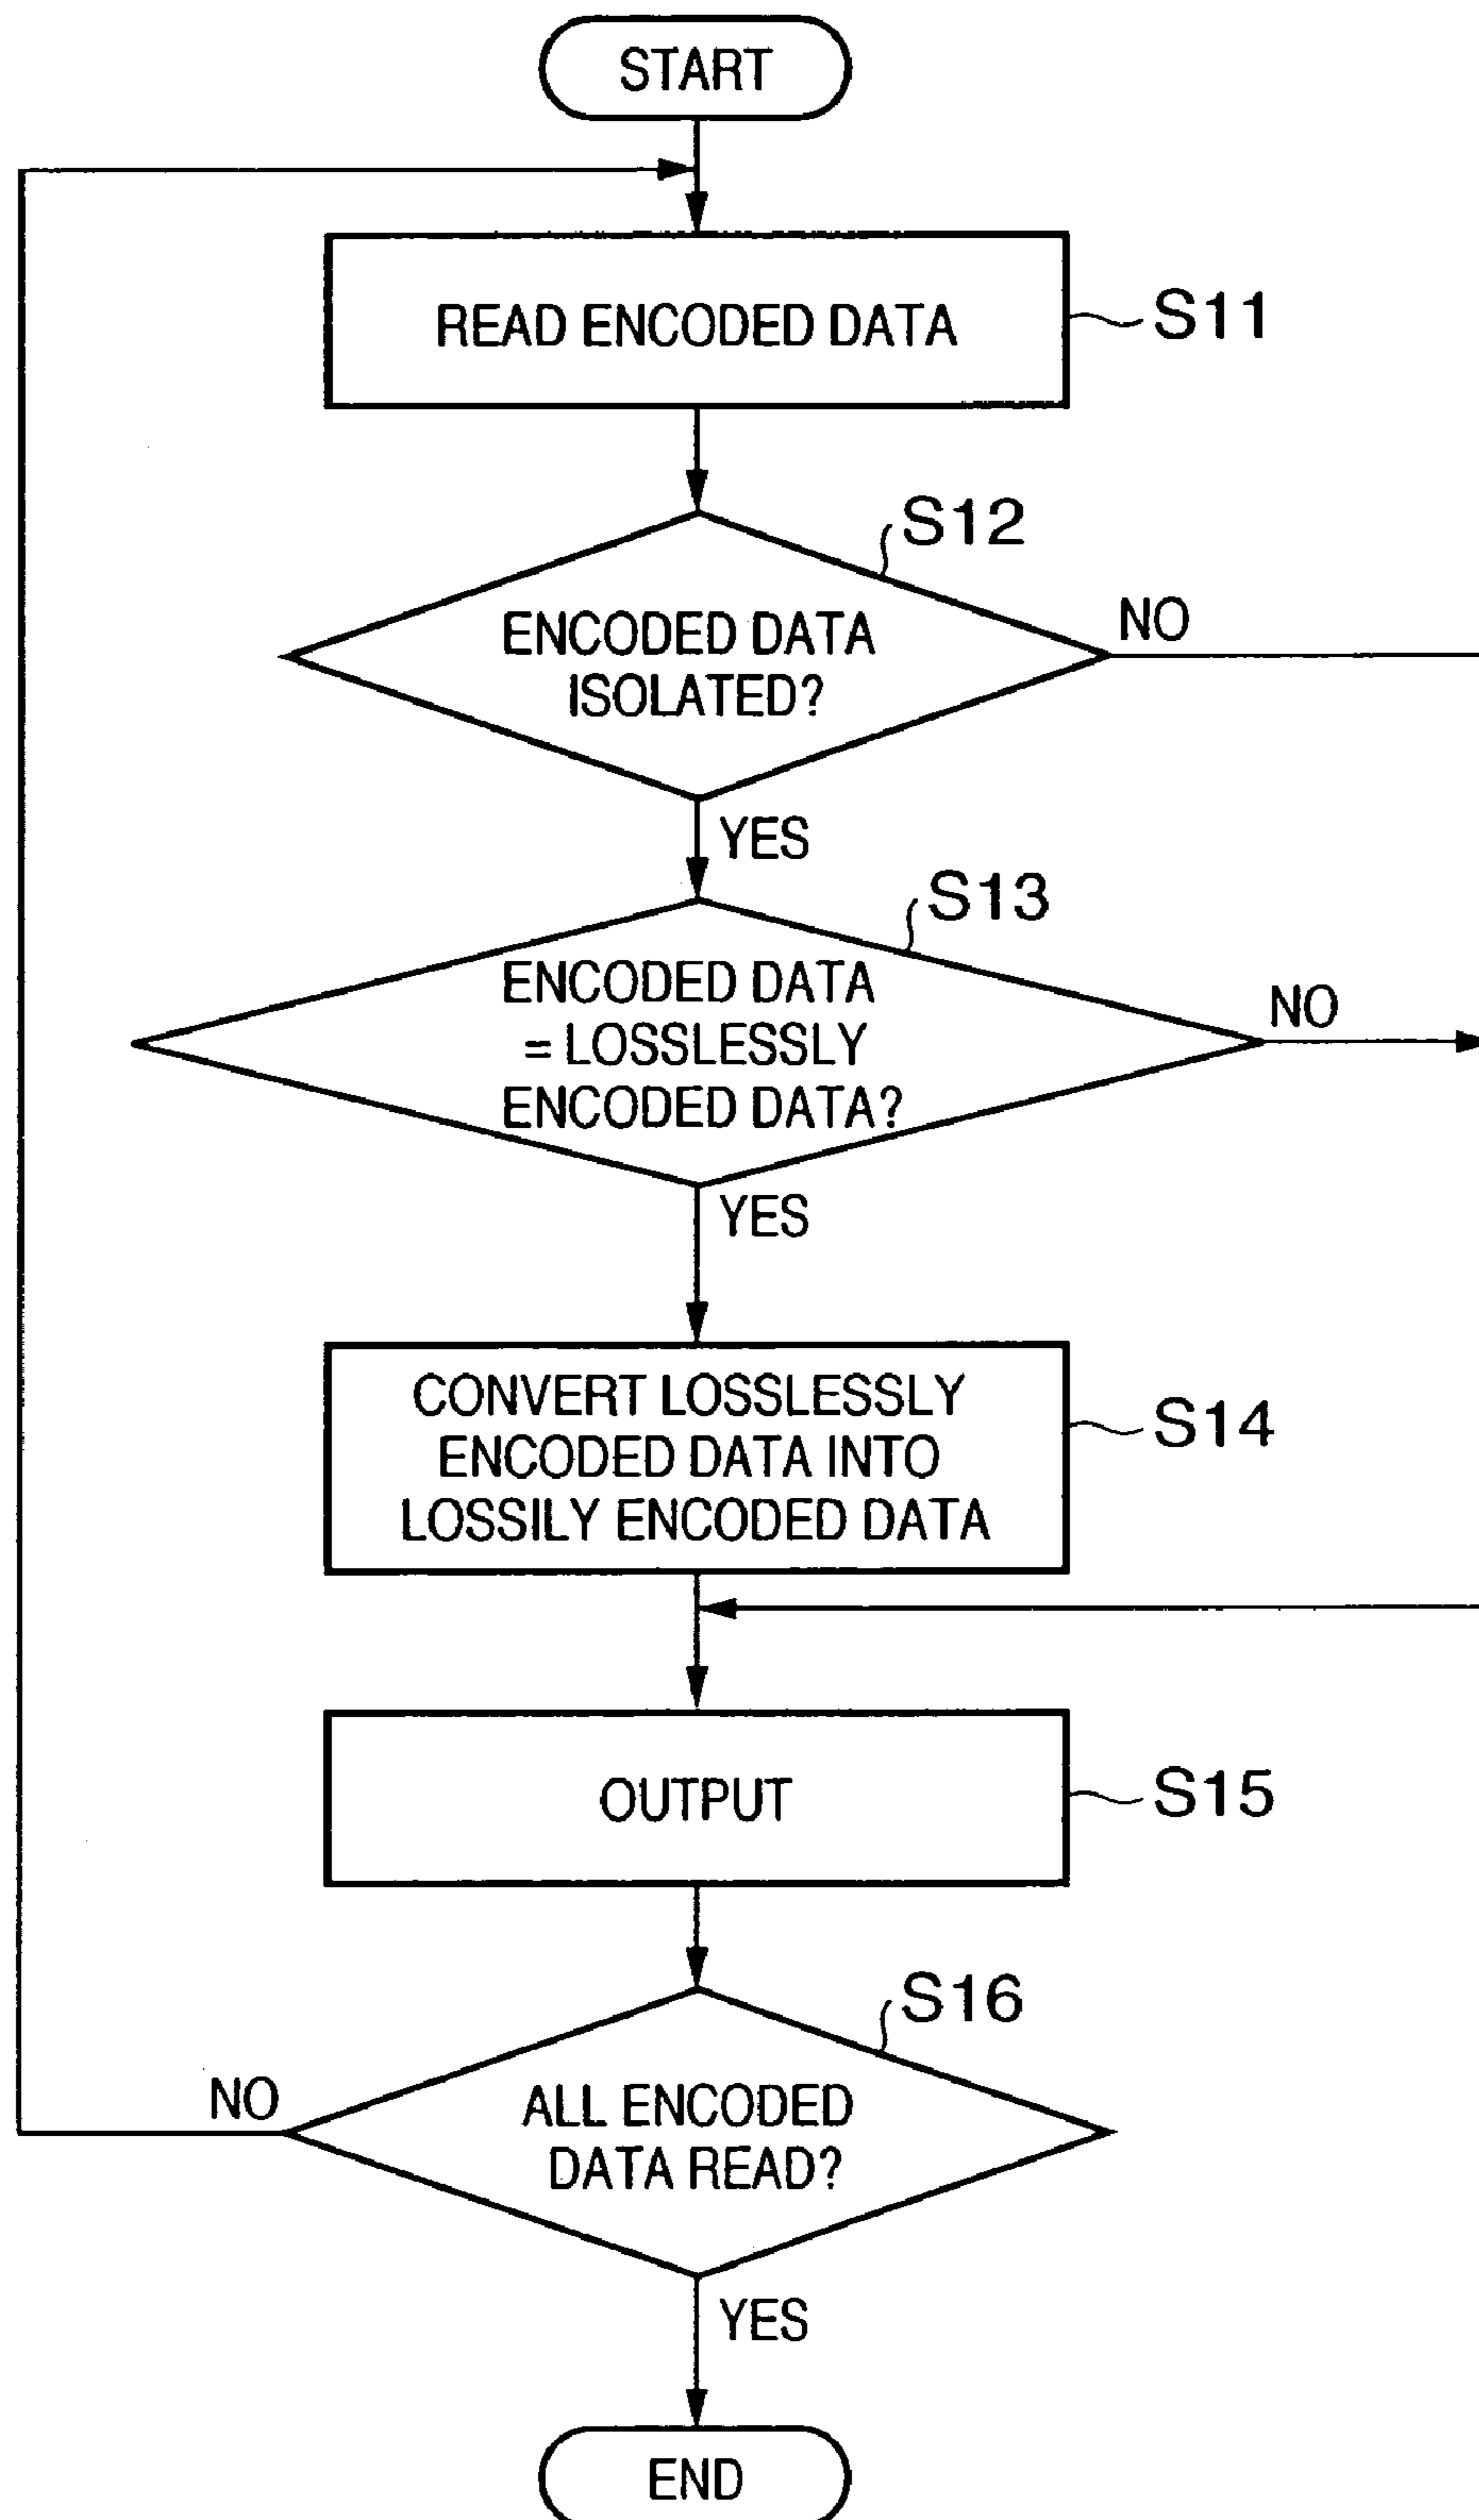 START
READ ENCODED DATA
S11
S12
ENCODED DATA
ISOLATED?
NO
YES
S13
ENCODED DATA
= LOSSLESSLY
ENCODED DATA?
NO
YES
CONVERT LOSSLESSLY
ENCODED DATA INTO
LOSSILY ENCODED DATA
S14
OUTPUT
S15
S16
ALL ENCODED
DATA READ?
NO
YES
END